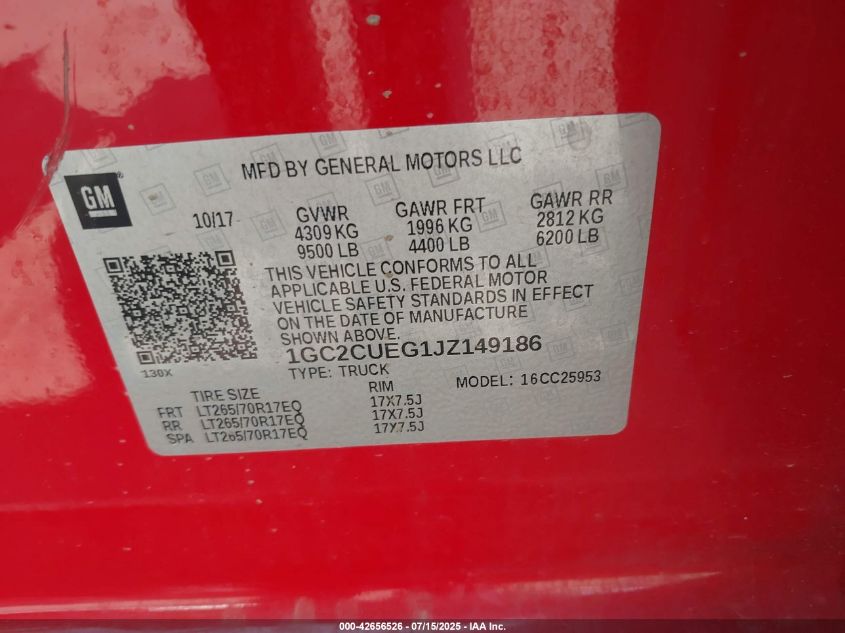 MFD BY GENERAL MOTORS LLC
GM®
10/17
GVWR GAWR FRT GAWR RR
4309 KG 1996 KG 2812 KG
9500 LB 4400 LB 6200 LB
THIS VEHICLE CONFORMS TO ALL
APPLICABLE U.S. FEDERAL MOTOR
VEHICLE SAFETY STANDARDS IN EFFECT
ON THE DATE OF MANUFACTURE
SHOWN ABOVE.
1GC2CUEG1JZ149186
130X
TYPE: TRUCK
MODEL: 16CC25953
TIRE SIZE RIM
FRT LT265/70R17EQ 17X7.5J
RR LT265/70R17EQ 17X7.5J
SPA LT265/70R17EQ 17X7.5J
000-42656526 - 07/15/2025 - IAA Inc.